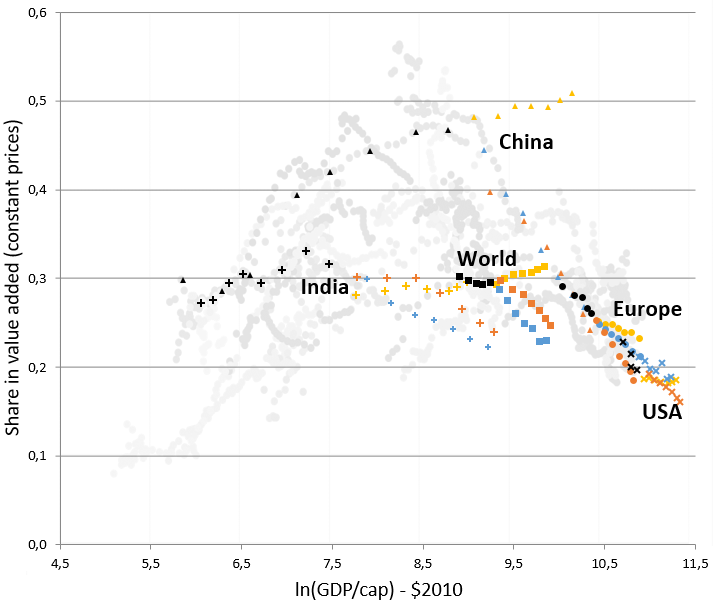 0,6
0,5
0,4
0,3
0,2
0,1
0,0
Share in value added (constant prices)
China
World
India
Europe
USA
4,5 5,5 6,5 7,5 8,5 9,5 10,5 11,5
ln(GDP/cap) - $2010